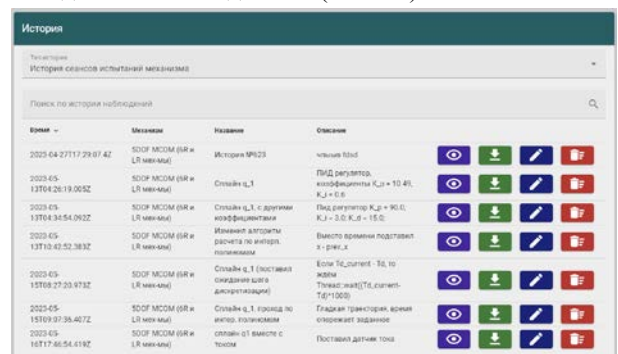 История
Тип истории
История сеансов испытаний механизма
Поиск по истории наблюдений
Время Механизм Название Описание
2023-04-27T17:29:07.4Z 5DOF MCOM (6R и LR мех-мы) История №623
2023-05-13T04:26:19.005Z 5DOF MCOM (6R и LR мех-мы) Сплайн q_1 ПИД регулятор, коэффициенты K_p = 10.49, K_i = 0.6
2023-05-13T04:34:54.092Z 5DOF MCOM (6R и LR мех-мы) Сплайн q_1, с другими коэффициентами Пид регулятор K_p = 90.0, K_i = 3.0; K_d = 15.0;
2023-05-13T10:42:52.383Z 5DOF MCOM (6R и LR мех-мы) Изменил алгоритм расчета по интерп. полиномам Вместо времени подставил x - prev_x
2023-05-15T08:27:20.973Z 5DOF MCOM (6R и LR мех-мы) Сплайн q_1 (поставил ожидание шага дискретизации) Если Td_current - Td, то ждём Thread::wait((Td_current-Td)*1000)
2023-05-15T09:07:36.407Z 5DOF MCOM (6R и LR мех-мы) Сплайн q_1, проход по интер. полиномом Гладкая траектория, время опережает заданное
2023-05-16T17:46:54.419Z 5DOF MCOM (6R и LR мех-мы) сплайн q1 вместе с током Поставил датчик тока